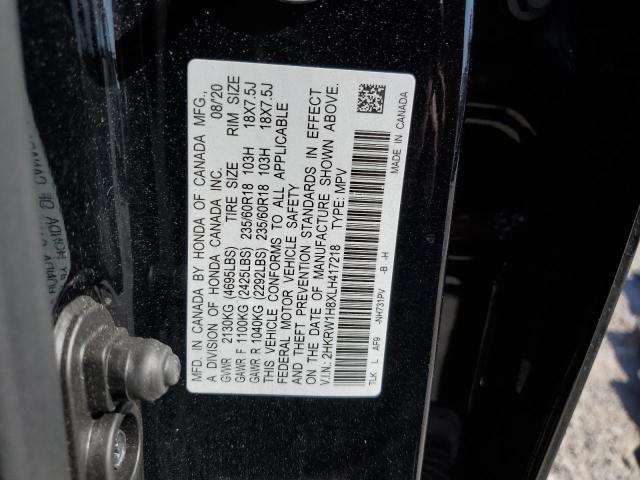 MFD. IN CANADA BY HONDA OF CANADA MFG.,
A DIVISION OF HONDA CANADA INC. 08/'20
GVWR 2130KG (4695LBS) TIRE SIZE RIM SIZE
GAWR F 1100KG (2425LBS) 235/60R18 103H 18X7.5J
GAWR R 1040KG (2292LBS) 235/60R18 103H 18X7.5J
THIS VEHICLE CONFORMS TO ALL APPLICABLE
FEDERAL MOTOR VEHICLE SAFETY
AND THEFT PREVENTION STANDARDS IN EFFECT
ON THE DATE OF MANUFACTURE SHOWN ABOVE.
V.I.N.: 2HKRW1H8XLH417218 TYPE: MPV
TLK L AF9 -NH731PV -B -H MADE IN CANADA